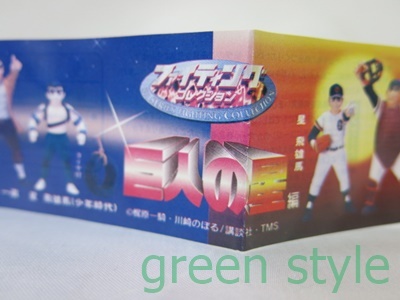 ファイティング
コレクション
FIGHTING COLLECTION
巨人の星編
星 飛雄馬
飛雄馬(少年時代)
©梶原一騎・川崎のぼる/講談社・TMS
green style